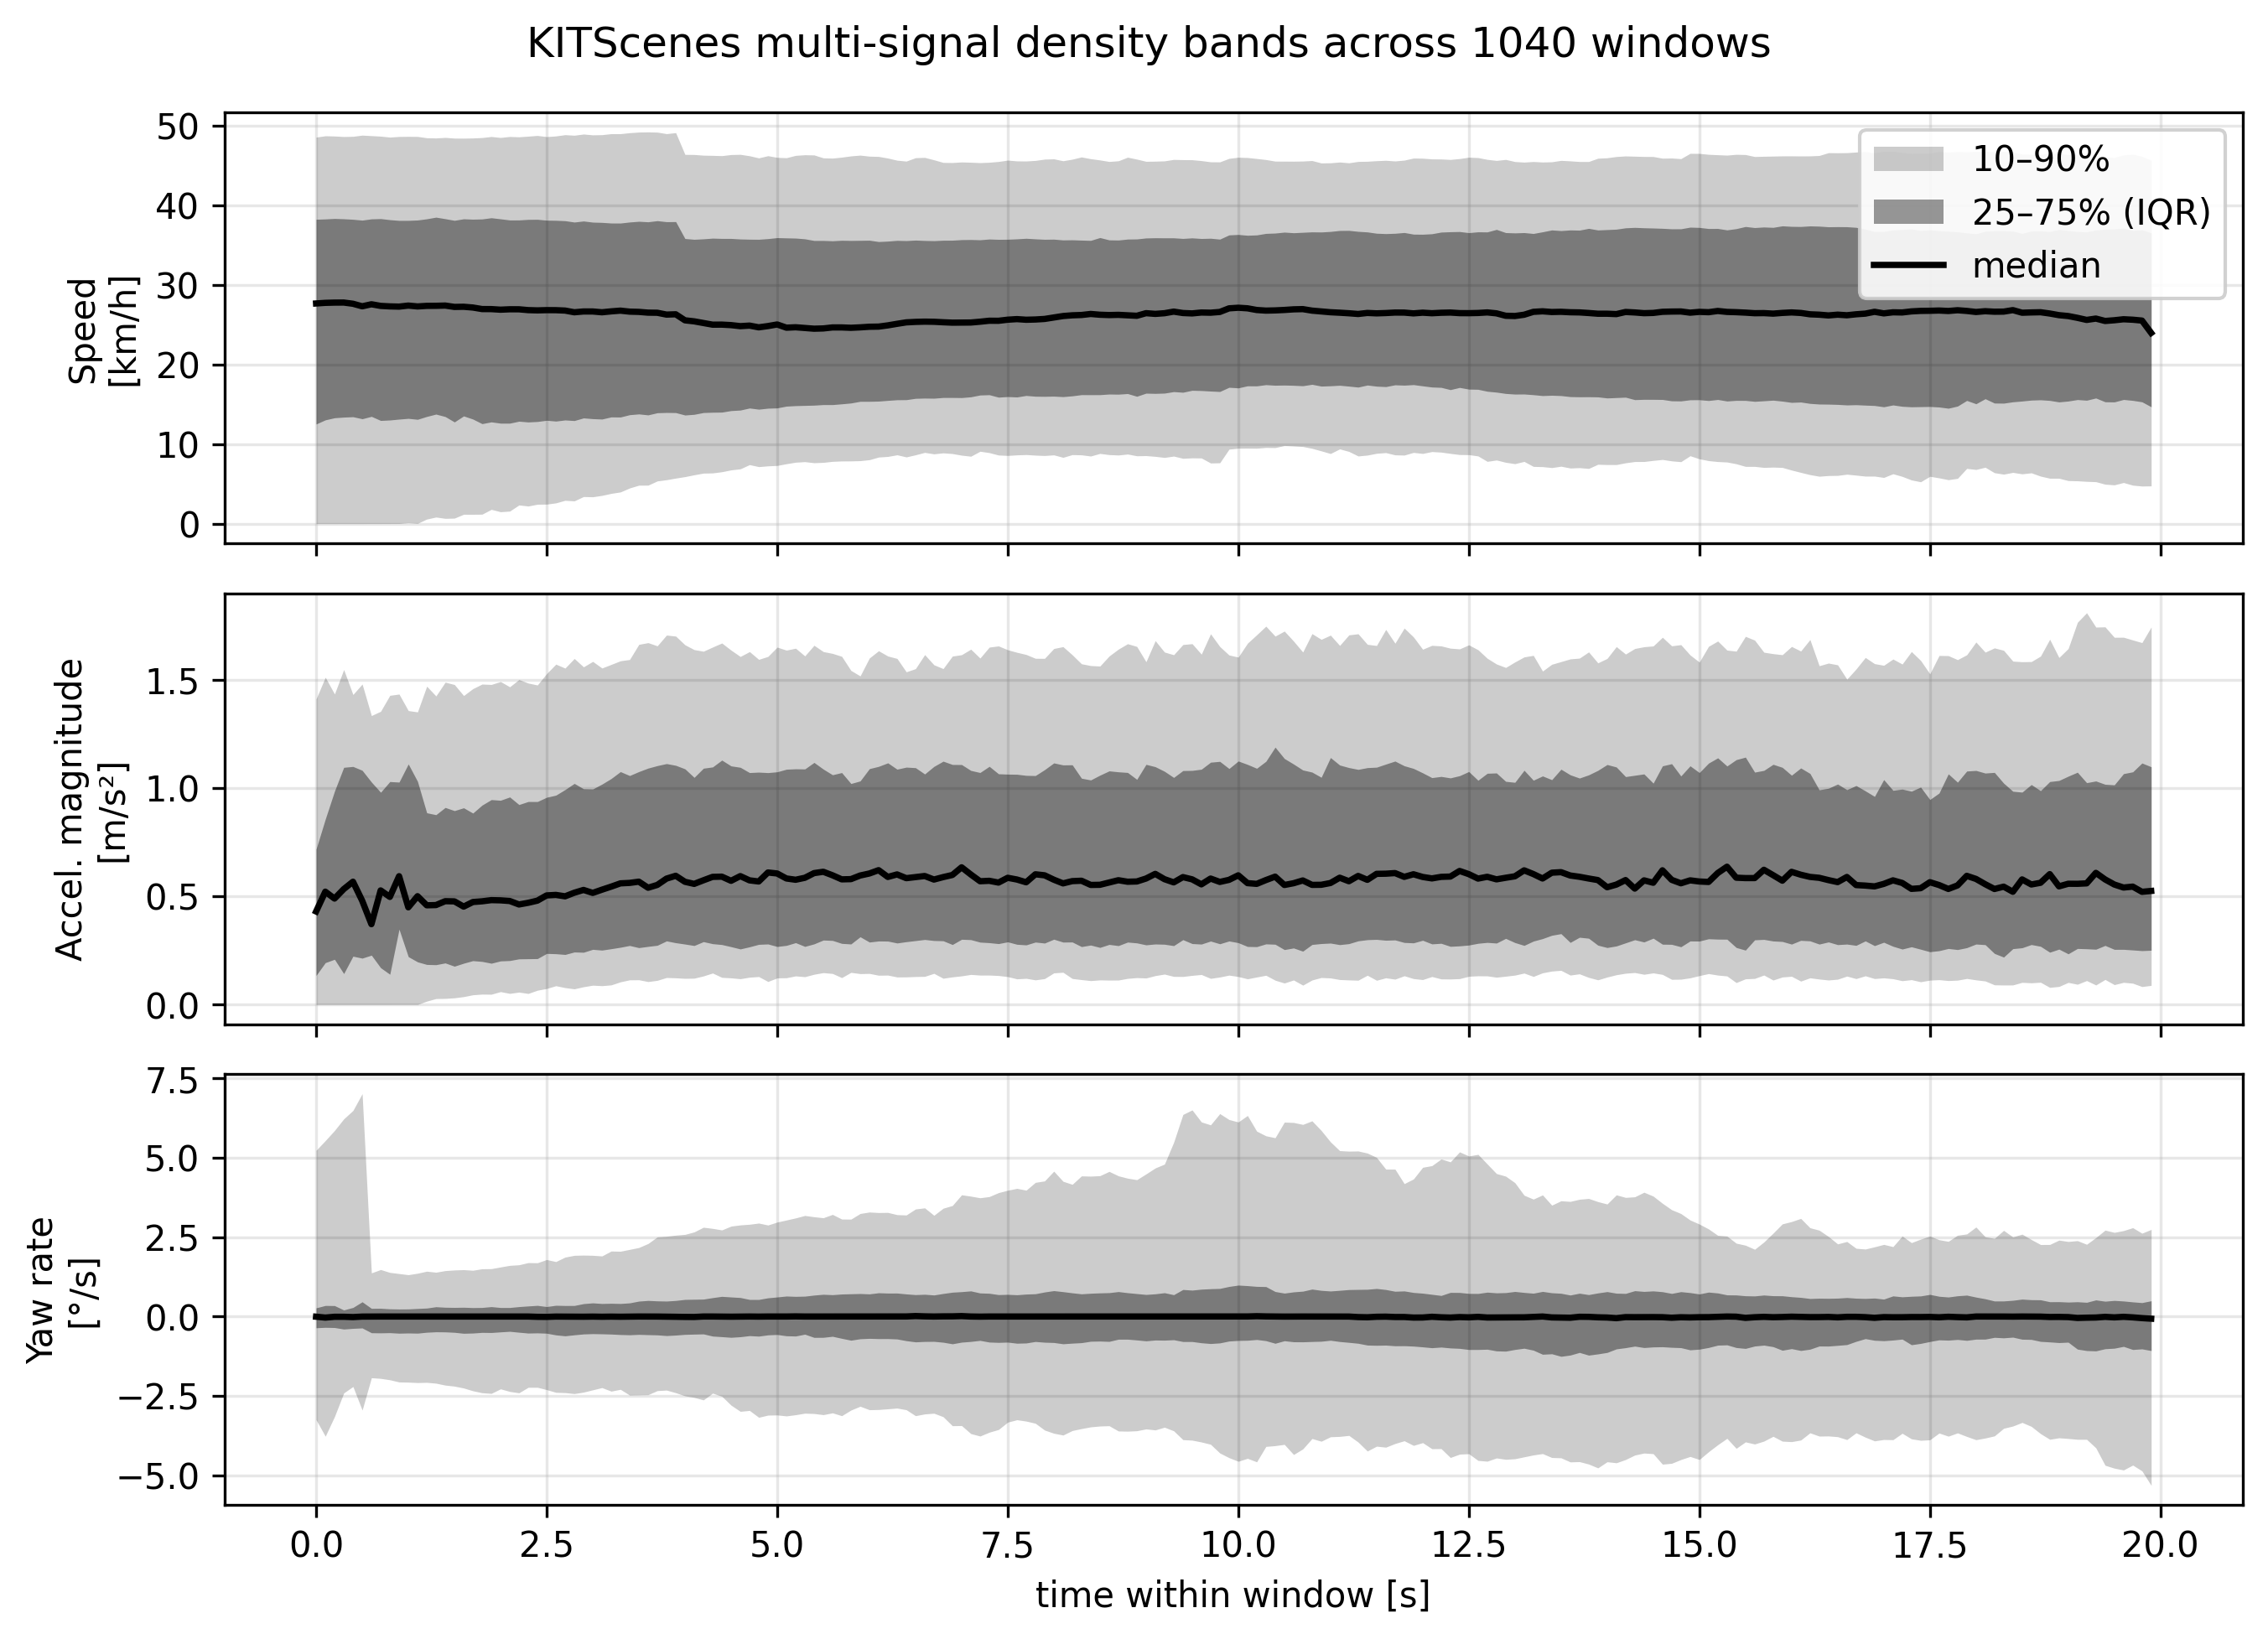 KITScenes multi-signal density bands across 1040 windows
50
40
30
20
10
0
Speed
[km/h]
10–90%
25–75% (IQR)
median
1.5
1.0
0.5
0.0
Accel. magnitude
[m/s²]
7.5
5.0
2.5
0.0
−2.5
−5.0
Yaw rate
[°/s]
0.0 2.5 5.0 7.5 10.0 12.5 15.0 17.5 20.0
time within window [s]